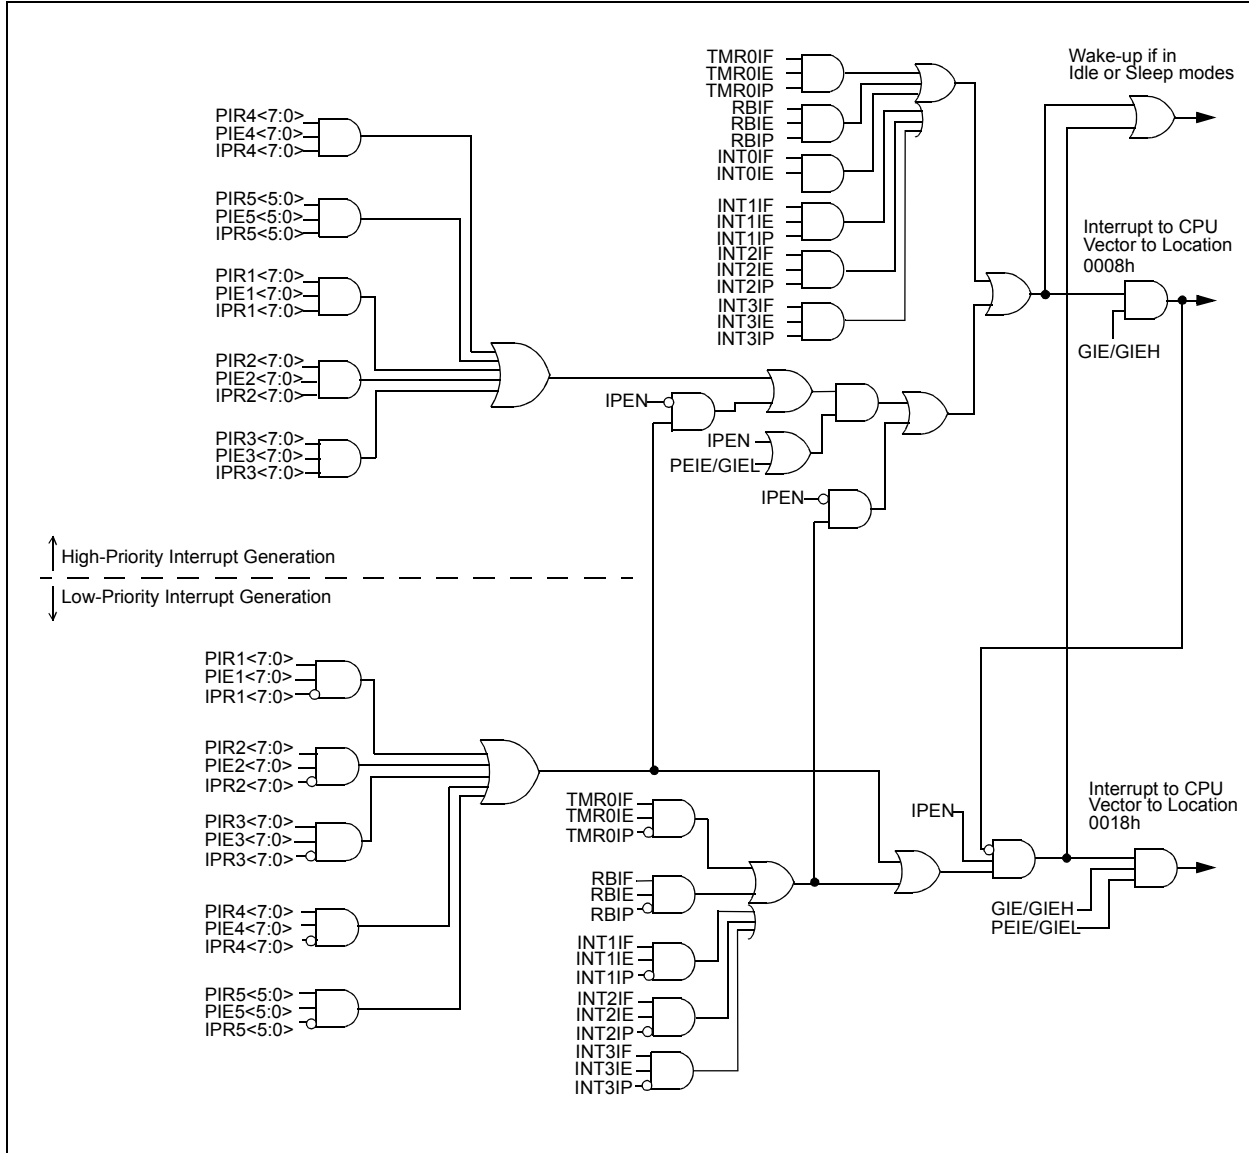 TMR0IF
TMR0IE
TMR0IP
RBIF
RBIE
RBIP
INT0IF
INT0IE
INT1IF
INT1IE
INT1IP
INT2IF
INT2IE
INT2IP
INT3IF
INT3IE
INT3IP
Wake-up if in
Idle or Sleep modes
Interrupt to CPU
Vector to Location
0008h
GIE/GIEH
PIR4<7:0>
PIE4<7:0>
IPR4<7:0>
PIR5<5:0>
PIE5<5:0>
IPR5<5:0>
PIR1<7:0>
PIE1<7:0>
IPR1<7:0>
PIR2<7:0>
PIE2<7:0>
IPR2<7:0>
PIR3<7:0>
PIE3<7:0>
IPR3<7:0>
IPEN
IPEN
PEIE/GIEL
IPEN
High-Priority Interrupt Generation
Low-Priority Interrupt Generation
PIR1<7:0>
PIE1<7:0>
IPR1<7:0>
PIR2<7:0>
PIE2<7:0>
IPR2<7:0>
PIR3<7:0>
PIE3<7:0>
IPR3<7:0>
PIR4<7:0>
PIE4<7:0>
IPR4<7:0>
PIR5<5:0>
PIE5<5:0>
IPR5<5:0>
TMR0IF
TMR0IE
TMR0IP
RBIF
RBIE
RBIP
INT1IF
INT1IE
INT1IP
INT2IF
INT2IE
INT2IP
INT3IF
INT3IE
INT3IP
IPEN
Interrupt to CPU
Vector to Location
0018h
GIE/GIEH
PEIE/GIEL